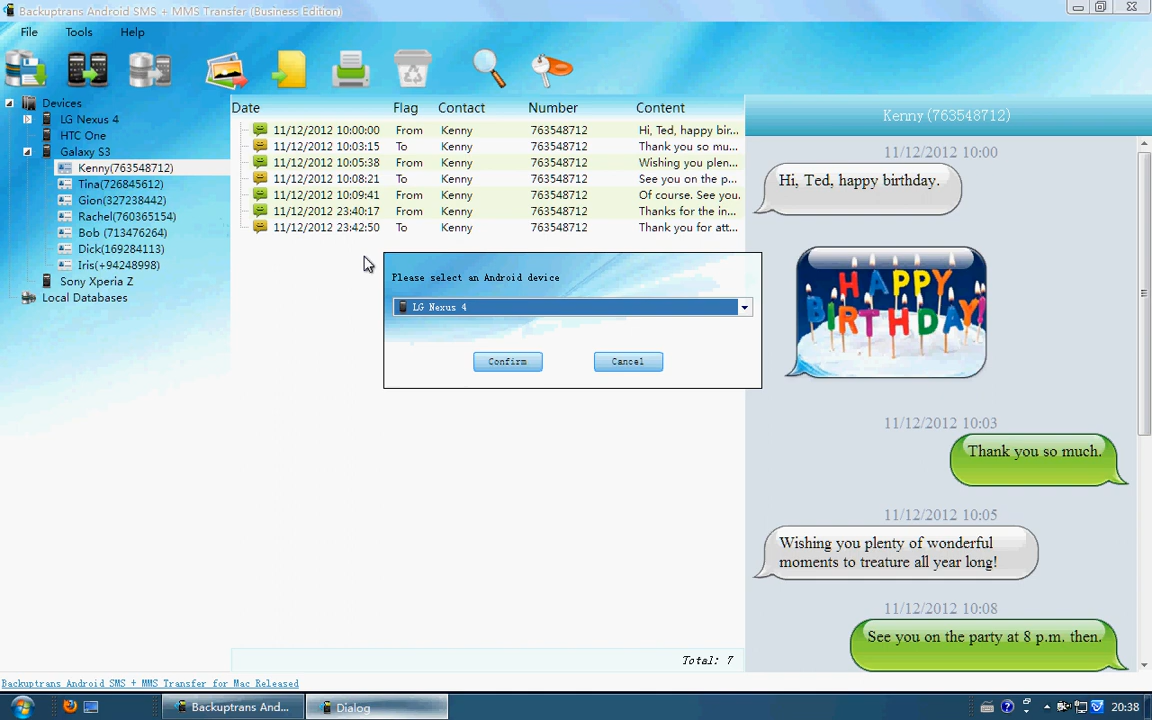 Backuptrans Android SMS + MMS Transfer (Business Edition)
File Tools Help
Devices
LG Nexus 4
HTC One
Galaxy S3
Kenny(763548712)
Tina(726845612)
Gion(327238442)
Rachel(760365154)
Bob (713476264)
Dick(169284113)
Iris(+94248998)
Sony Xperia Z
Local Databases
Date Flag Contact Number Content
11/12/2012 10:00:00 From Kenny 763548712 Hi, Ted, happy bir...
11/12/2012 10:03:15 To Kenny 763548712 Thank you so mu...
11/12/2012 10:05:38 From Kenny 763548712 Wishing you plen...
11/12/2012 10:08:21 To Kenny 763548712 See you on the p...
11/12/2012 10:09:41 From Kenny 763548712 Of course. See you.
11/12/2012 23:40:17 From Kenny 763548712 Thanks for the in...
11/12/2012 23:42:50 To Kenny 763548712 Thank you for att...
Please select an Android device
LG Nexus 4
Confirm Cancel
Total: 7
Kenny (763548712)
11/12/2012 10:00
Hi, Ted, happy birthday.
HAPPY
BIRTHDAY!
11/12/2012 10:03
Thank you so much.
11/12/2012 10:05
Wishing you plenty of wonderful
moments to treature all year long!
11/12/2012 10:08
See you on the party at 8 p.m. then.
Backuptrans Android SMS + MMS Transfer for Mac Released
Backuptrans And... Dialog 20:38